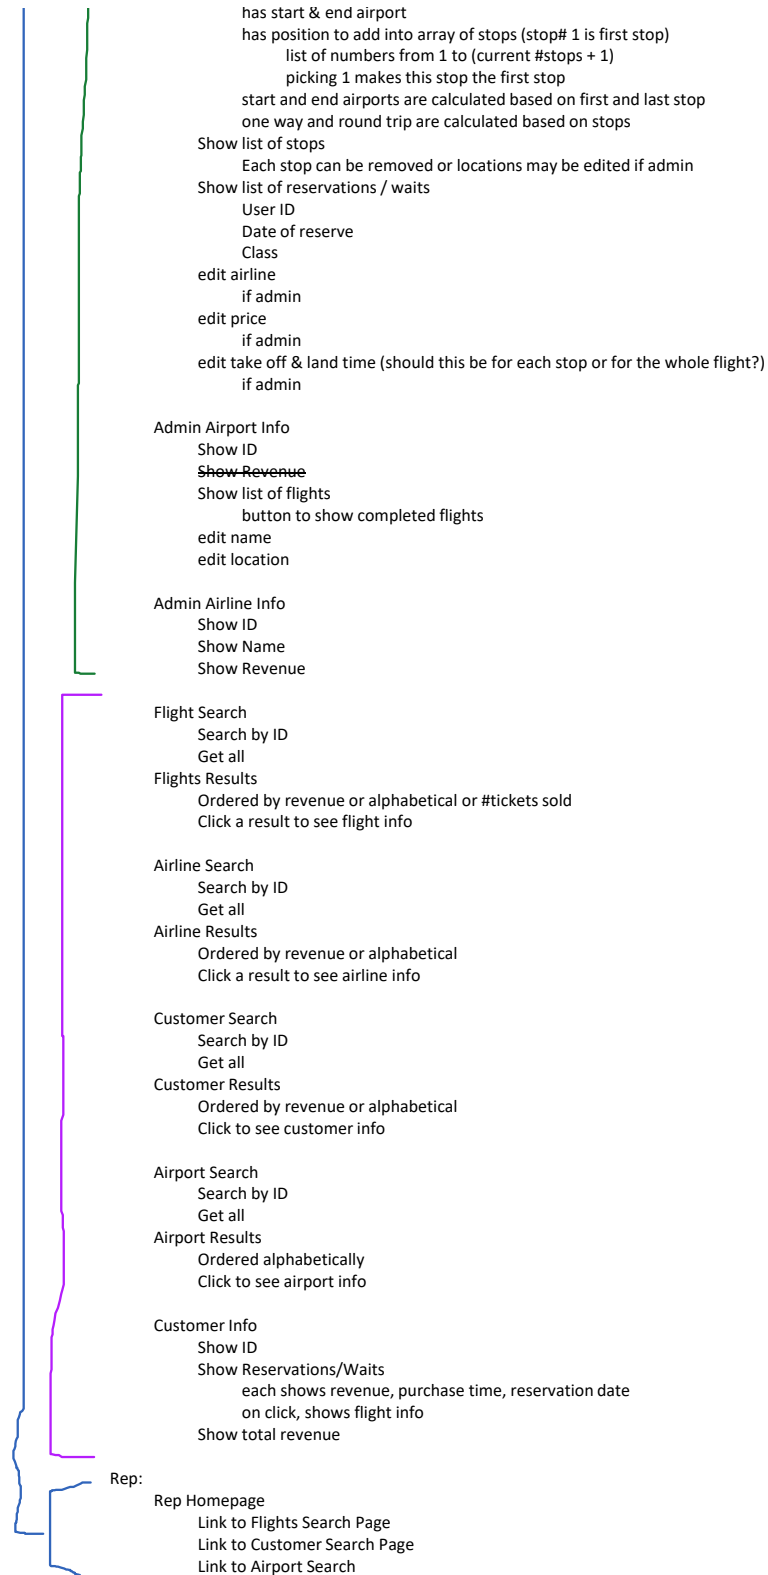 has start & end airport
has position to add into array of stops (stop# 1 is first stop)
list of numbers from 1 to (current #stops + 1)
picking 1 makes this stop the first stop
start and end airports are calculated based on first and last stop
one way and round trip are calculated based on stops
Show list of stops
Each stop can be removed or locations may be edited if admin
Show list of reservations / waits
User ID
Date of reserve
Class
edit airline
if admin
edit price
if admin
edit take off & land time (should this be for each stop or for the whole flight?)
if admin
Admin Airport Info
Show ID
Show Revenue
Show list of flights
button to show completed flights
edit name
edit location
Admin Airline Info
Show ID
Show Name
Show Revenue
Flight Search
Search by ID
Get all
Flights Results
Ordered by revenue or alphabetical or #tickets sold
Click a result to see flight info
Airline Search
Search by ID
Get all
Airline Results
Ordered by revenue or alphabetical
Click a result to see airline info
Customer Search
Search by ID
Get all
Customer Results
Ordered by revenue or alphabetical
Click to see customer info
Airport Search
Search by ID
Get all
Airport Results
Ordered alphabetically
Click to see airport info
Customer Info
Show ID
Show Reservations/Waits
each shows revenue, purchase time, reservation date
on click, shows flight info
Show total revenue
Rep:
Rep Homepage
Link to Flights Search Page
Link to Customer Search Page
Link to Airport Search